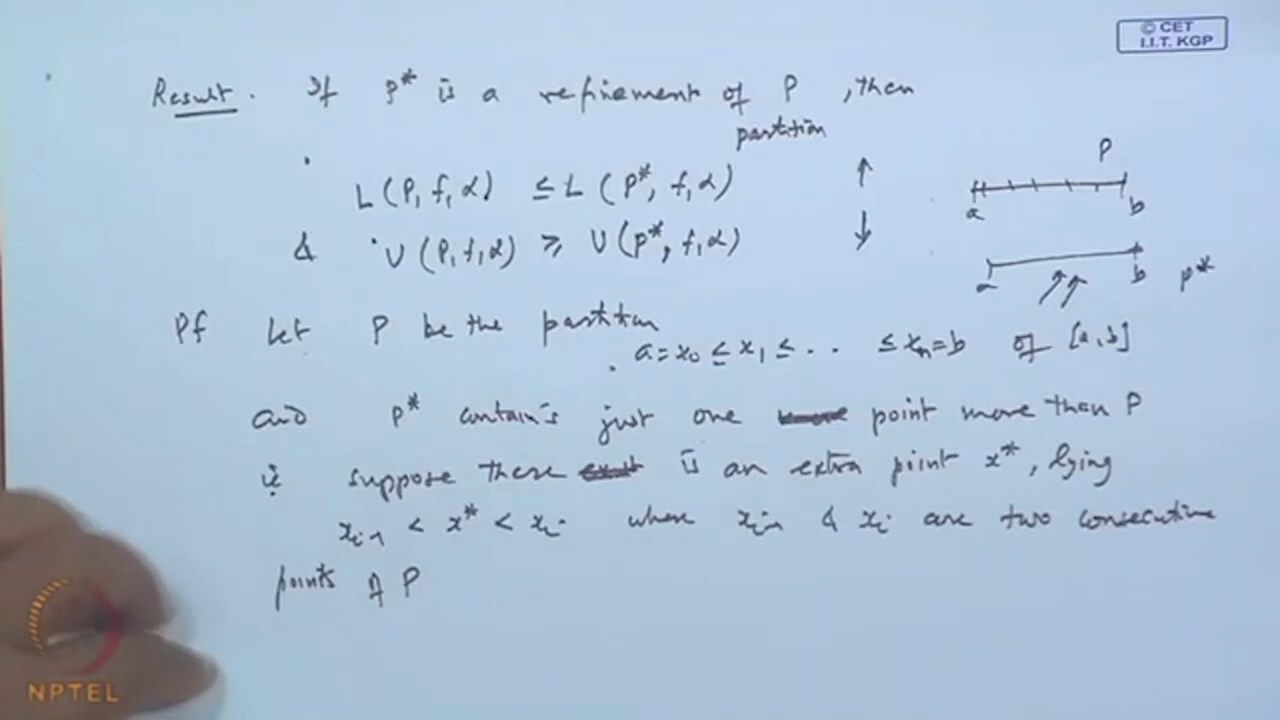 © CET
I.I.T. KGP
Result. If P* is a refinement of P, then
partition
L(P, f, α) ≤ L(P*, f, α) ↑
& U(P, f, α) ≥ U(P*, f, α) ↓
P
a b
a b P*
Pf Let P be the partition
a = x₀ ≤ x₁ ≤ .. ≤ xₙ = b of [a, b]
and P* contains just one point more than P
ie suppose there is an extra point x*, lying
xᵢ₋₁ < x* < xᵢ where xᵢ₋₁ & xᵢ are two consecutive
points of P
NPTEL